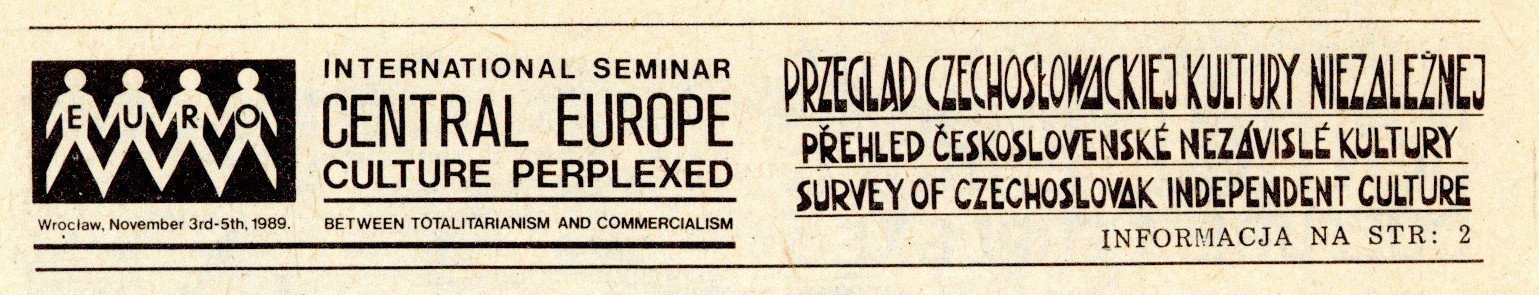 EURO
Wrocław, November 3rd-5th, 1989.
INTERNATIONAL SEMINAR
CENTRAL EUROPE
CULTURE PERPLEXED
BETWEEN TOTALITARIANISM AND COMMERCIALISM
PRZEGLAD CZECHOSŁOWACKIEJ KULTURY NIEZALEŻNEJ
PŘEHLED ČESKOSLOVENSKÉ NEZÁVISLÉ KULTURY
SURVEY OF CZECHOSLOVAK INDEPENDENT CULTURE
INFORMACJA NA STR: 2